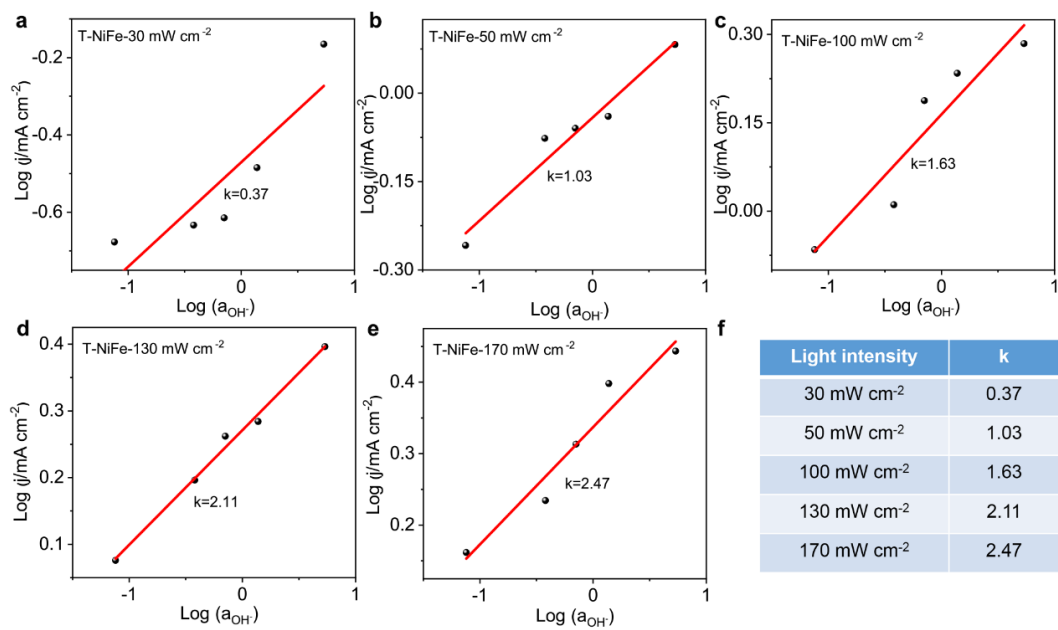 a
T-NiFe-30 mW cm⁻²
Log (j/mA cm⁻²)
-0.2
-0.4
-0.6
k=0.37
-1
0
1
Log (a_OH⁻)
b
T-NiFe-50 mW cm⁻²
Log (j/mA cm⁻²)
0.00
-0.15
-0.30
k=1.03
-1
0
1
Log (a_OH⁻)
c
T-NiFe-100 mW cm⁻²
Log (j/mA cm⁻²)
0.30
0.15
0.00
k=1.63
-1
0
1
Log (a_OH⁻)
d
T-NiFe-130 mW cm⁻²
Log (j/mA cm⁻²)
0.4
0.3
0.2
0.1
k=2.11
-1
0
1
Log (a_OH⁻)
e
T-NiFe-170 mW cm⁻²
Log (j/mA cm⁻²)
0.4
0.3
0.2
k=2.47
-1
0
1
Log (a_OH⁻)
f
Light intensity k
30 mW cm⁻² 0.37
50 mW cm⁻² 1.03
100 mW cm⁻² 1.63
130 mW cm⁻² 2.11
170 mW cm⁻² 2.47